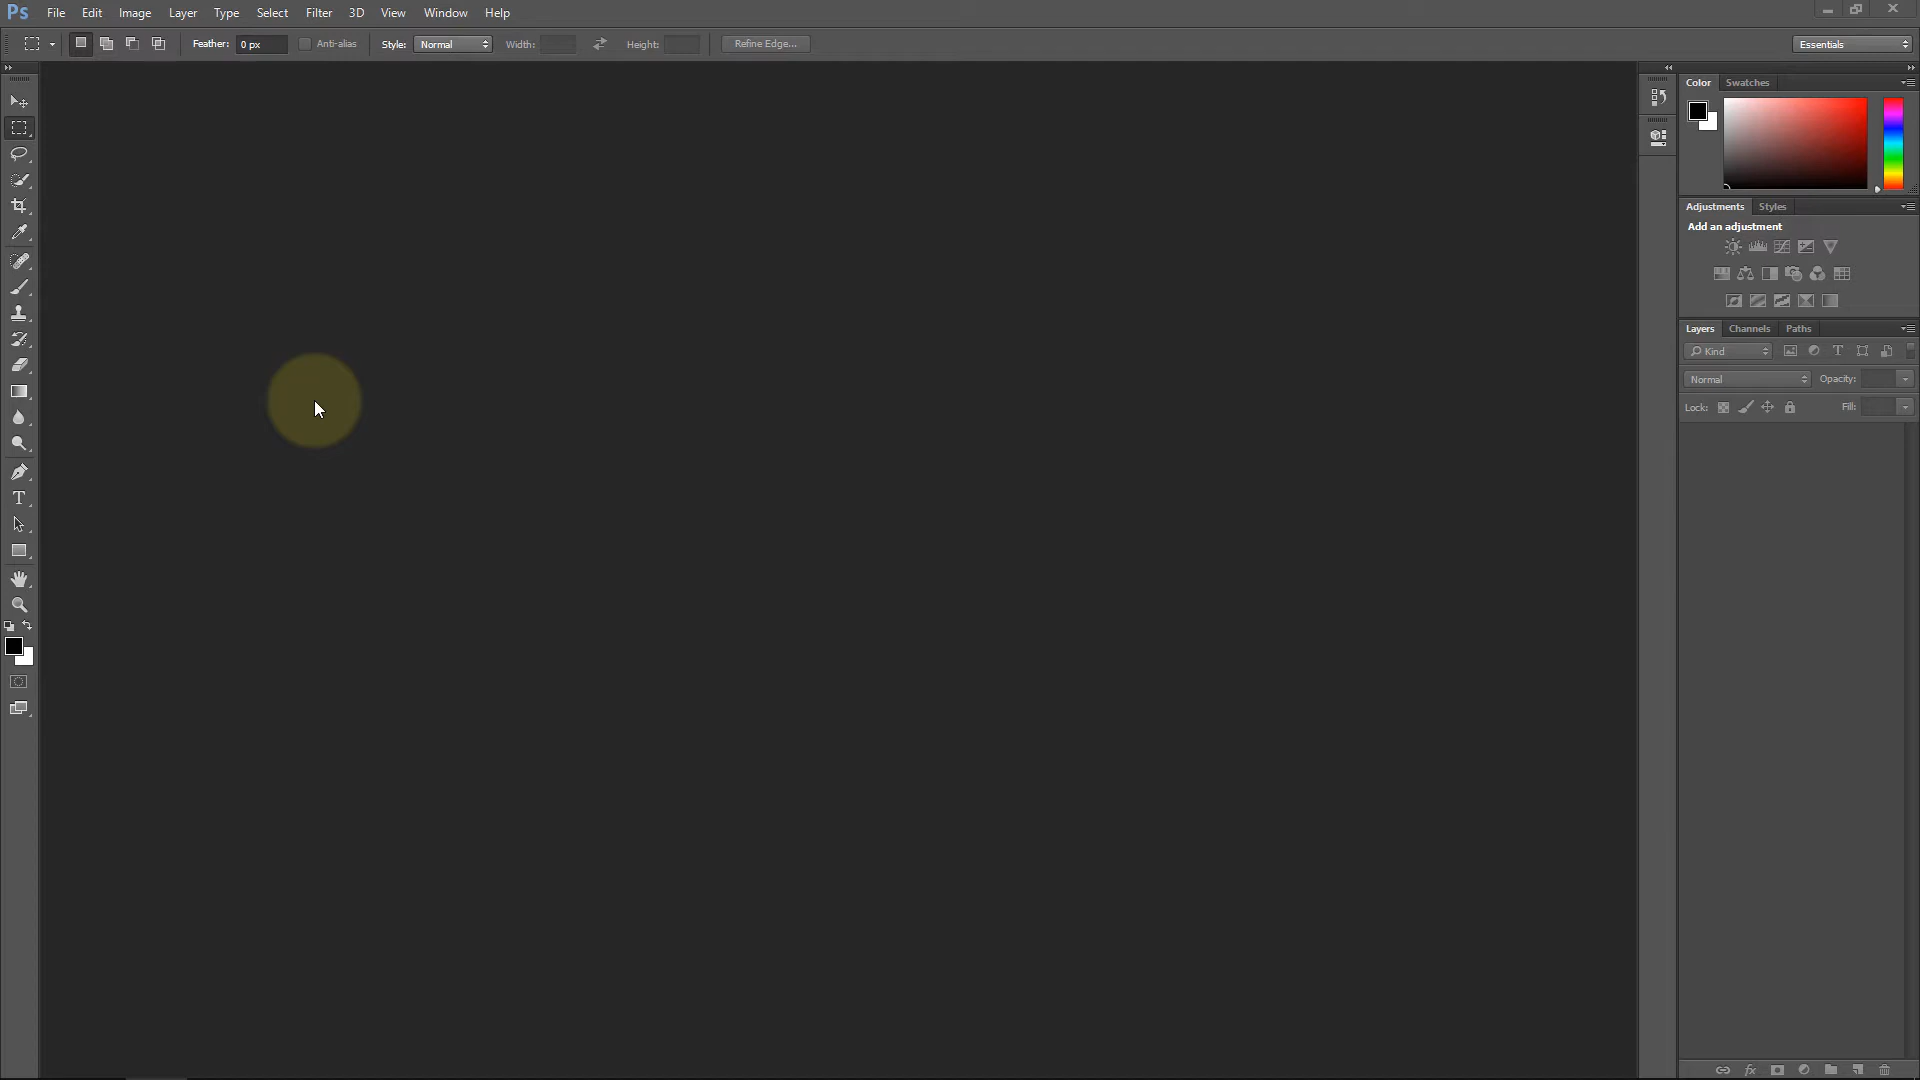 Ps File Edit Image Layer Type Select Filter 3D View Window Help
Feather: 0 px Anti-alias Style: Normal Width: Height: Refine Edge... Essentials
Color Swatches
Adjustments Styles
Add an adjustment
Layers Channels Paths
Kind T
Normal Opacity:
Lock: Fill:
T
fx